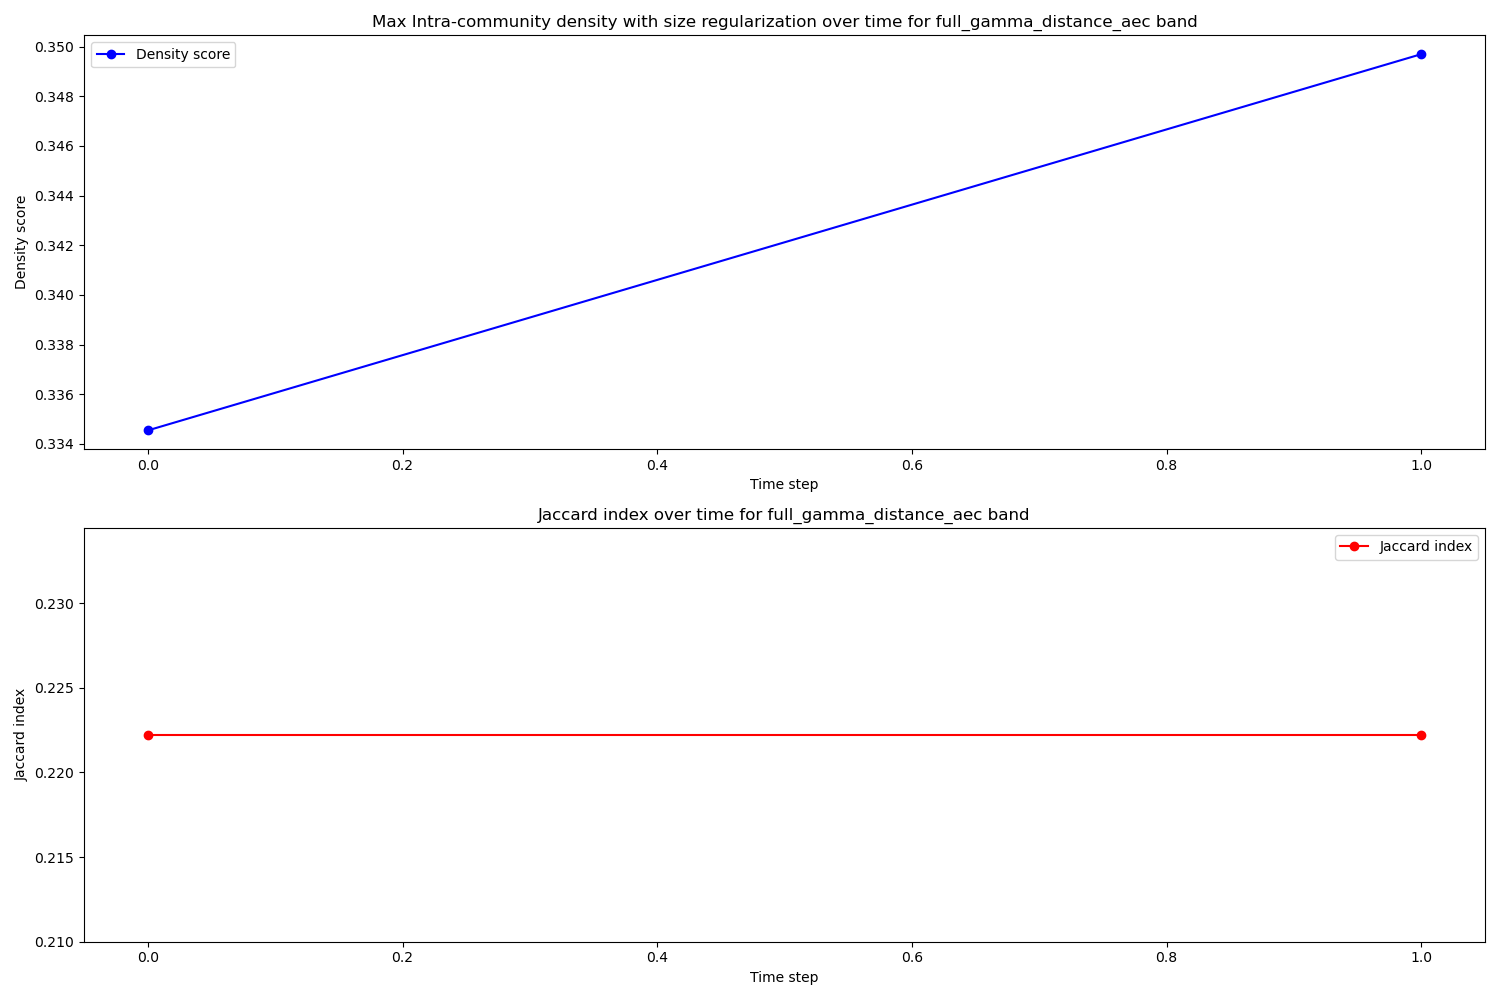 Max Intra-community density with size regularization over time for full_gamma_distance_aec band
0.350
0.348
0.346
0.344
0.342
0.340
0.338
0.336
0.334
Density score
Density score
0.0 0.2 0.4 0.6 0.8 1.0
Time step
Jaccard index over time for full_gamma_distance_aec band
0.230
0.225
0.220
0.215
0.210
Jaccard index
Jaccard index
0.0 0.2 0.4 0.6 0.8 1.0
Time step